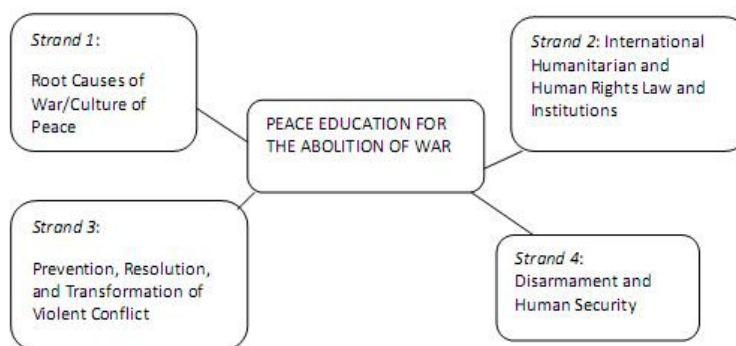 Strand 1:
Root Causes of
War/Culture of
Peace
Strand 2: International
Humanitarian and
Human Rights Law and
Institutions
PEACE EDUCATION FOR
THE ABOLITION OF WAR
Strand 3:
Prevention, Resolution,
and Transformation of
Violent Conflict
Strand 4:
Disarmament and
Human Security